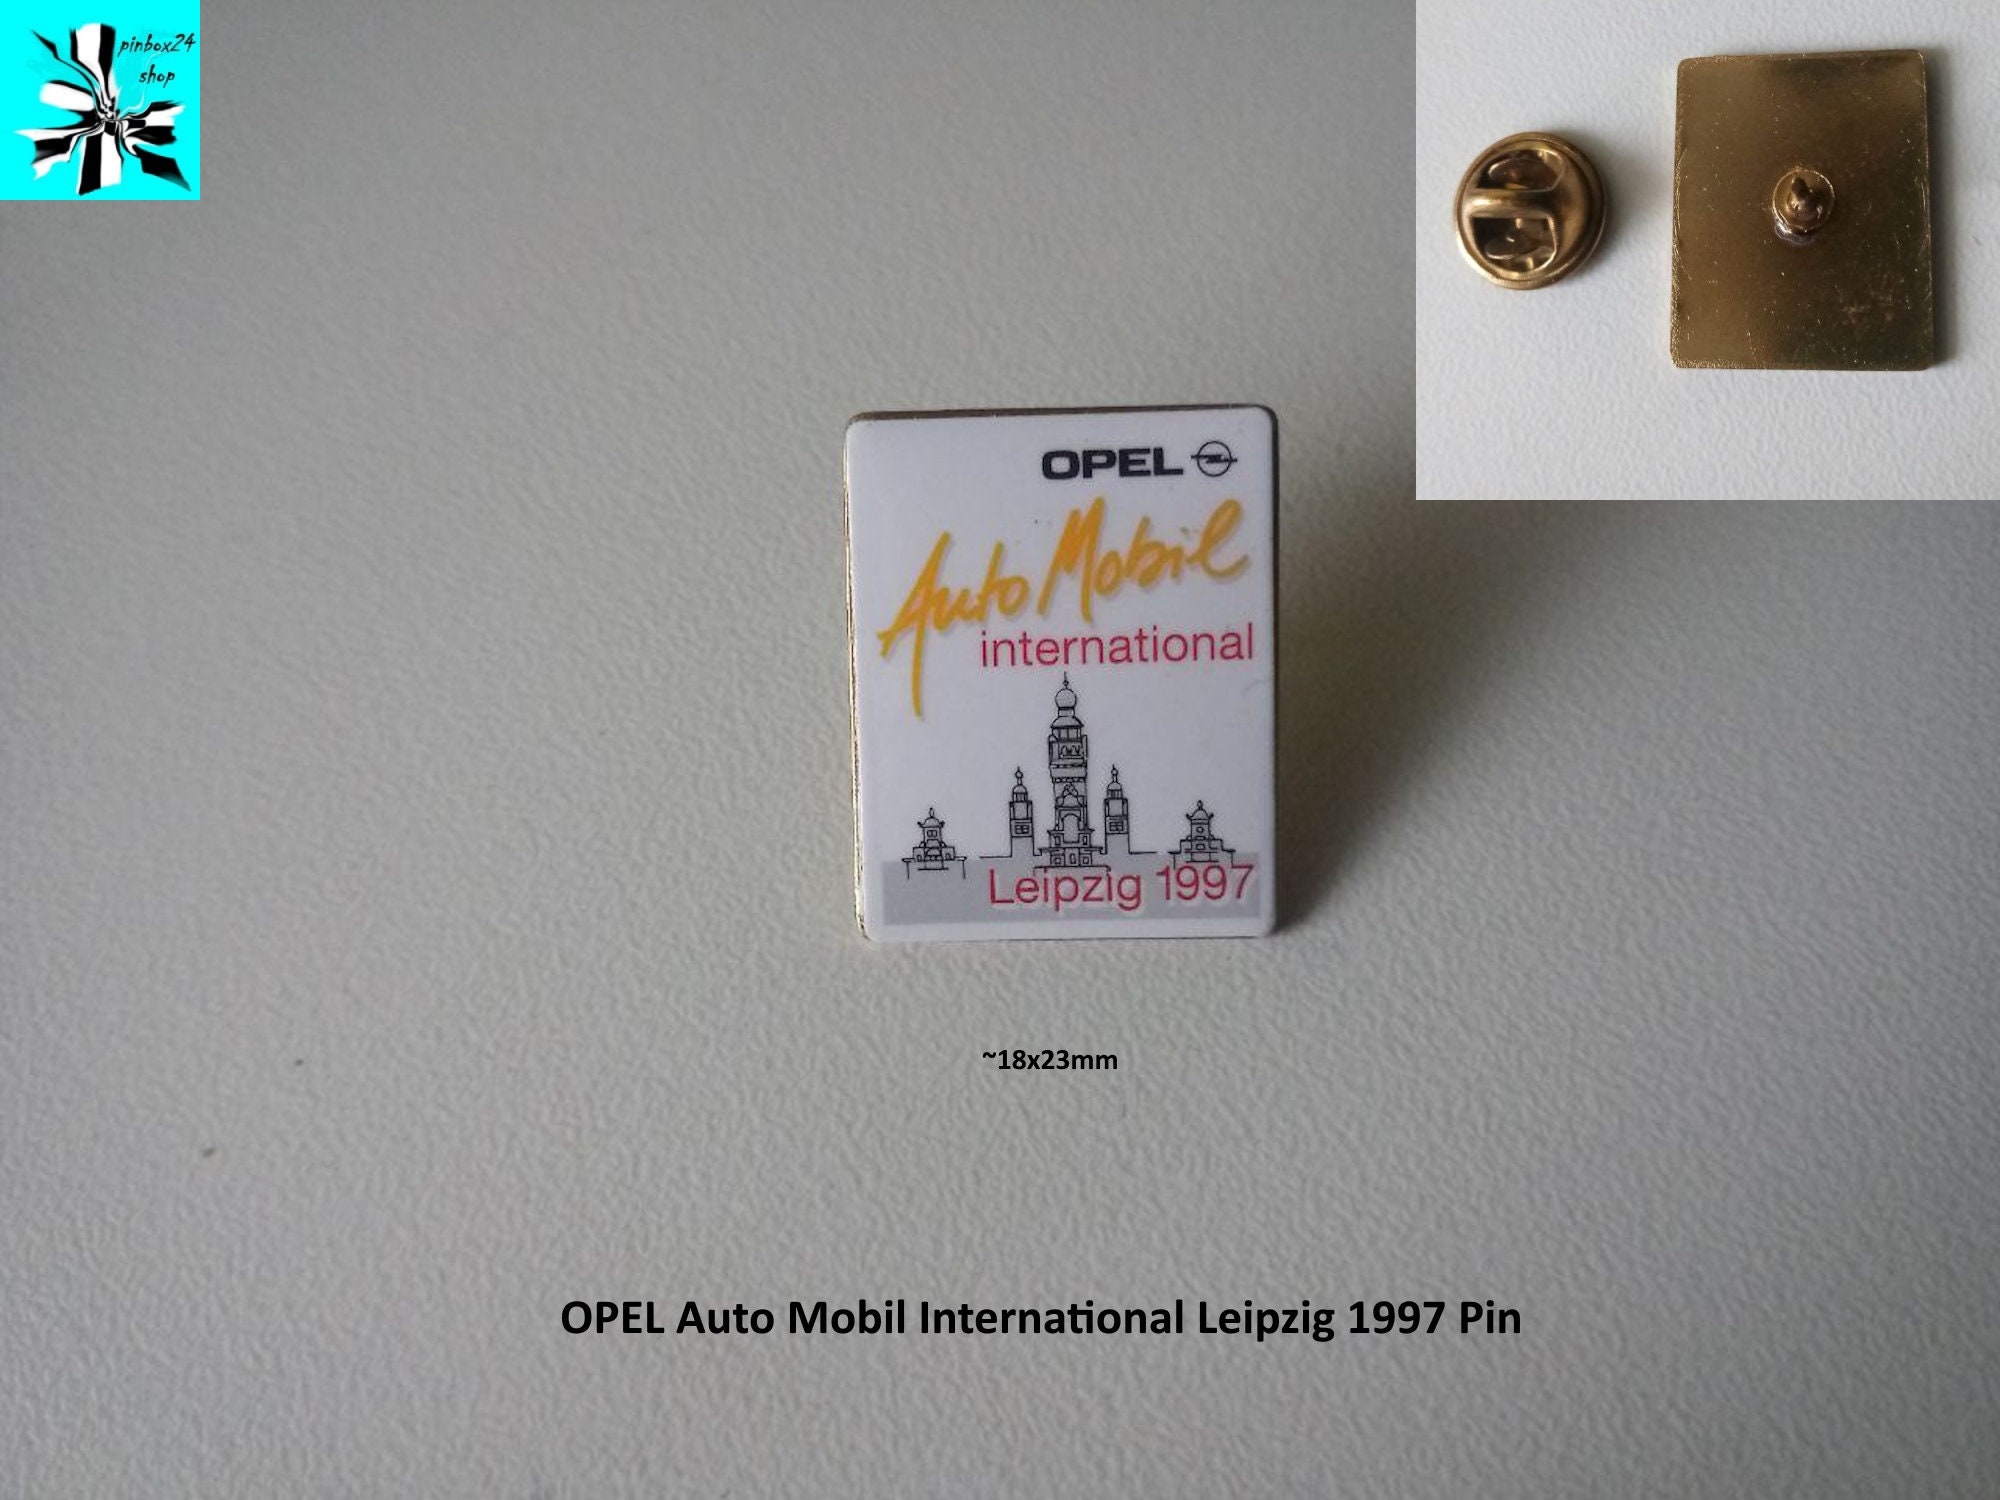 pinbox24
shop
OPEL
Auto Mobil
international
Leipzig 1997
~18x23mm
OPEL Auto Mobil International Leipzig 1997 Pin